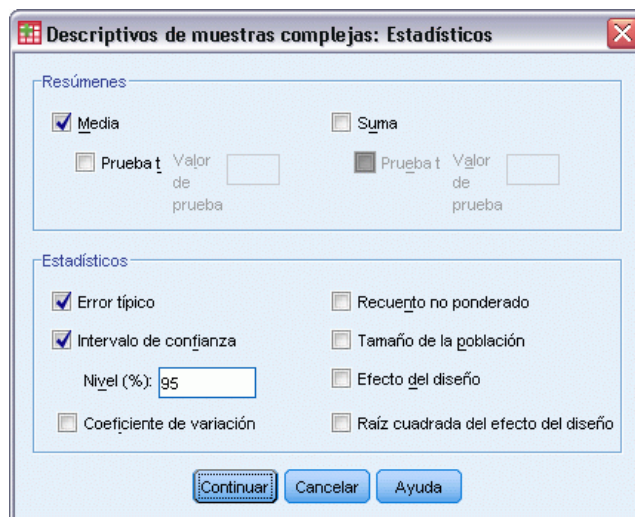 Descriptivos de muestras complejas: Estadísticos
Resúmenes
Media
Suma
Prueba t
Valor de prueba
Prueba t
Valor de prueba
Estadísticos
Error típico
Recuento no ponderado
Intervalo de confianza
Tamaño de la población
Nivel (%): 95
Efecto del diseño
Coeficiente de variación
Raíz cuadrada del efecto del diseño
Continuar
Cancelar
Ayuda